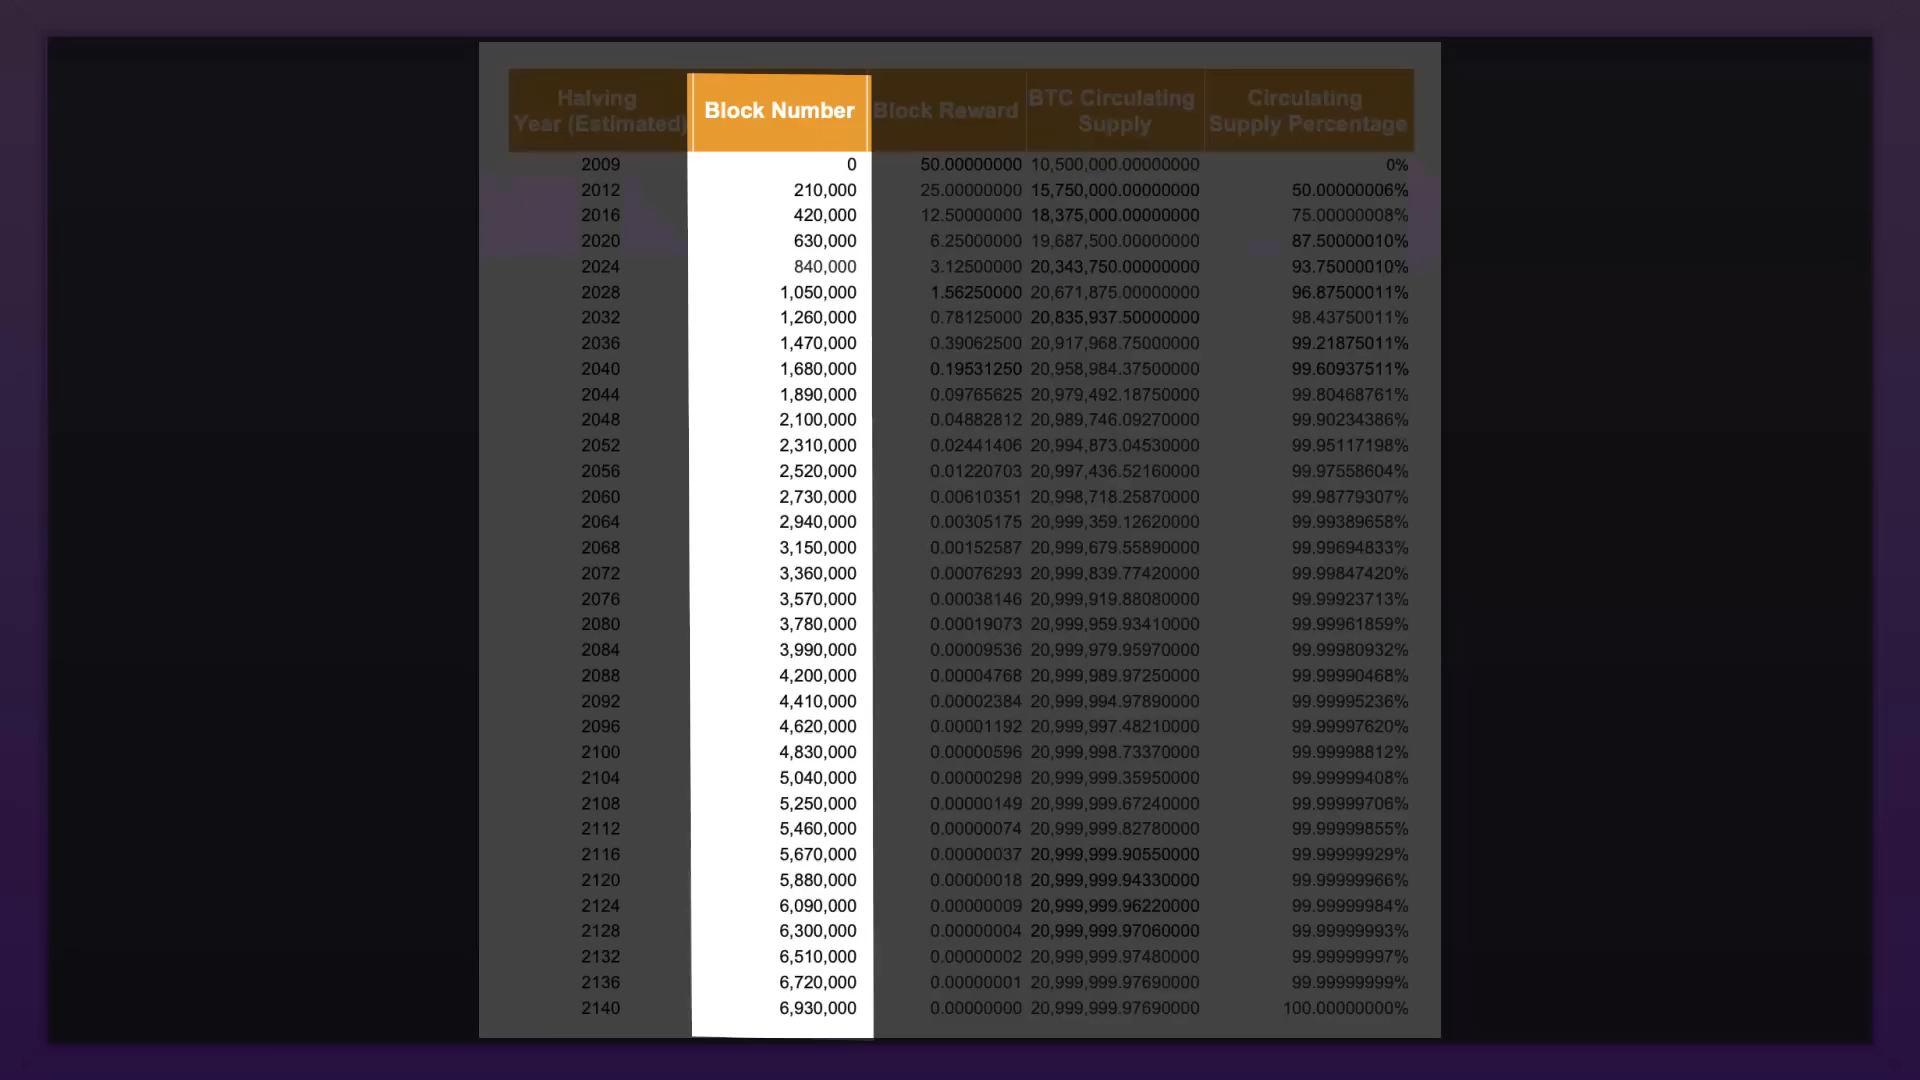 Halving Year (Estimated) Block Number Block Reward BTC Circulating Supply Circulating Supply Percentage
2009 0 50.00000000 10,500,000.00000000 0%
2012 210,000 25.00000000 15,750,000.00000000 50.00000006%
2016 420,000 12.50000000 18,375,000.00000000 75.00000008%
2020 630,000 6.25000000 19,687,500.00000000 87.50000010%
2024 840,000 3.12500000 20,343,750.00000000 93.75000010%
2028 1,050,000 1.56250000 20,671,875.00000000 96.87500011%
2032 1,260,000 0.78125000 20,835,937.50000000 98.43750011%
2036 1,470,000 0.39062500 20,917,968.75000000 99.21875011%
2040 1,680,000 0.19531250 20,958,984.37500000 99.60937511%
2044 1,890,000 0.09765625 20,979,492.18750000 99.80468761%
2048 2,100,000 0.04882812 20,989,746.09270000 99.90234386%
2052 2,310,000 0.02441406 20,994,873.04530000 99.95117198%
2056 2,520,000 0.01220703 20,997,436.52160000 99.97558604%
2060 2,730,000 0.00610351 20,998,718.25870000 99.98779307%
2064 2,940,000 0.00305175 20,999,359.12620000 99.99389658%
2068 3,150,000 0.00152587 20,999,679.55890000 99.99694833%
2072 3,360,000 0.00076293 20,999,839.77420000 99.99847420%
2076 3,570,000 0.00038146 20,999,919.88080000 99.99923713%
2080 3,780,000 0.00019073 20,999,959.93410000 99.99961859%
2084 3,990,000 0.00009536 20,999,979.95970000 99.99980932%
2088 4,200,000 0.00004768 20,999,989.97250000 99.99990468%
2092 4,410,000 0.00002384 20,999,994.97890000 99.99995236%
2096 4,620,000 0.00001192 20,999,997.48210000 99.99997620%
2100 4,830,000 0.00000596 20,999,998.73370000 99.99998812%
2104 5,040,000 0.00000298 20,999,999.35950000 99.99999408%
2108 5,250,000 0.00000149 20,999,999.67240000 99.99999706%
2112 5,460,000 0.00000074 20,999,999.82780000 99.99999855%
2116 5,670,000 0.00000037 20,999,999.90550000 99.99999929%
2120 5,880,000 0.00000018 20,999,999.94330000 99.99999966%
2124 6,090,000 0.00000009 20,999,999.96220000 99.99999984%
2128 6,300,000 0.00000004 20,999,999.97060000 99.99999993%
2132 6,510,000 0.00000002 20,999,999.97480000 99.99999997%
2136 6,720,000 0.00000001 20,999,999.97690000 99.99999999%
2140 6,930,000 0.00000000 20,999,999.97690000 100.00000000%